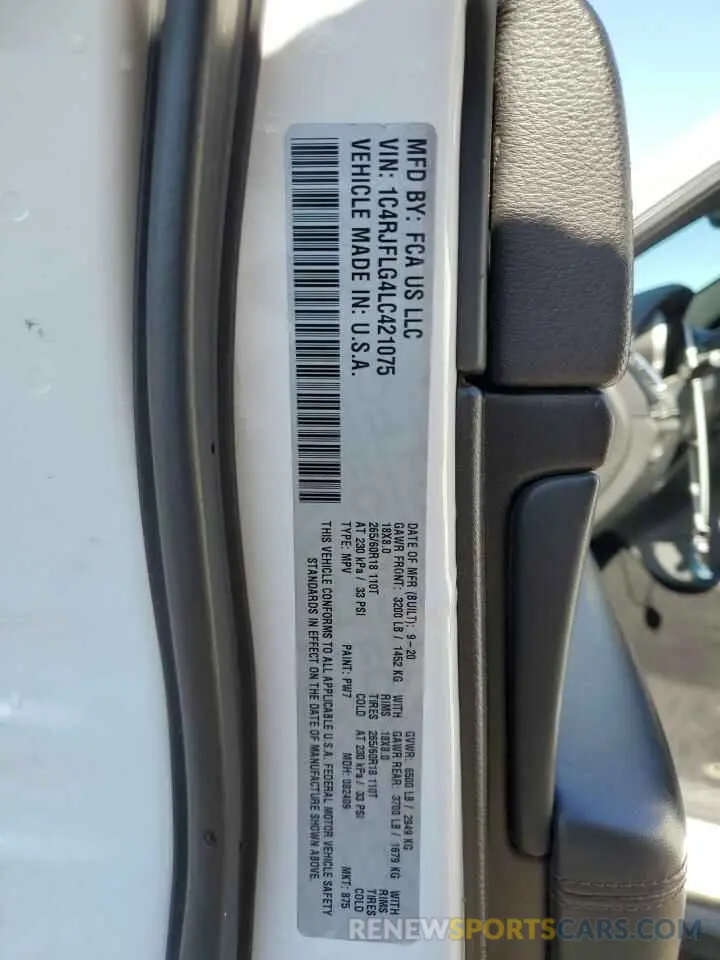 MFD BY: FCA US LLC
VIN: 1C4RJFLG4LC421075
VEHICLE MADE IN: U.S.A.
DATE OF MFR (BUILT): 9-20 GVWR: 6500 LB / 2949 KG
GAWR FRONT: 3200 LB / 1452 KG WITH GAWR REAR: 3700 LB / 1679 KG WITH
18X8.0 RIMS 18X8.0 RIMS
265/60R18 110T TIRES 265/60R18 110T TIRES
AT 230 kPa / 33 PSI COLD AT 230 kPa / 33 PSI COLD
TYPE: MPV PAINT: PW7 MDH: 082409 MKT: 875
THIS VEHICLE CONFORMS TO ALL APPLICABLE U.S.A. FEDERAL MOTOR VEHICLE SAFETY
STANDARDS IN EFFECT ON THE DATE OF MANUFACTURE SHOWN ABOVE.
RENEWSPORTSCARS.COM